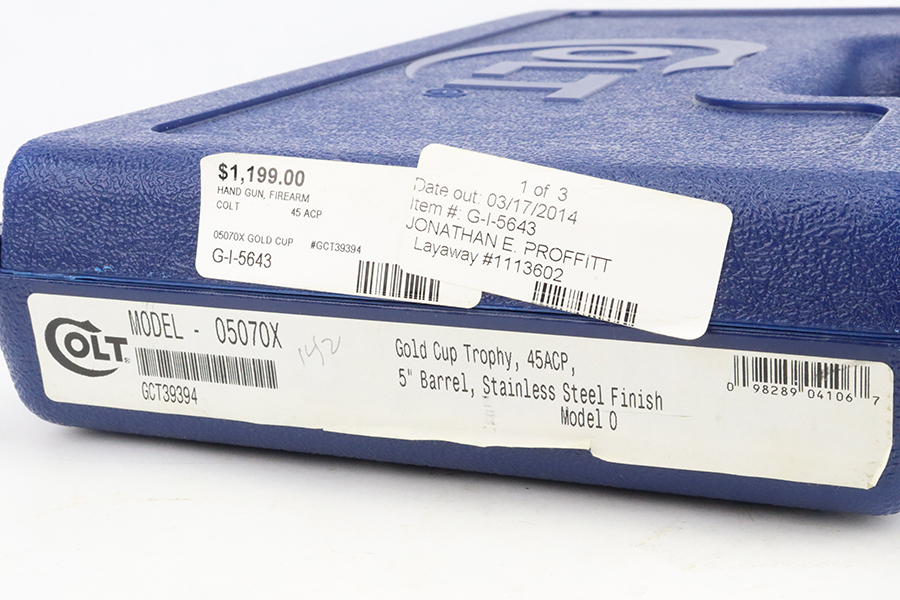 COLT
$1,199.00
HAND GUN, FIREARM
COLT 45 ACP
05070X GOLD CUP #GCT39394
G-I-5643
1 of 3
Date out: 03/17/2014
Item #: G-I-5643
JONATHAN E. PROFFITT
Layaway #1113602
COLT®
MODEL - 05070X
GCT39394
142
Gold Cup Trophy, 45ACP,
5" Barrel, Stainless Steel Finish
Model O
0 98289 04106 7